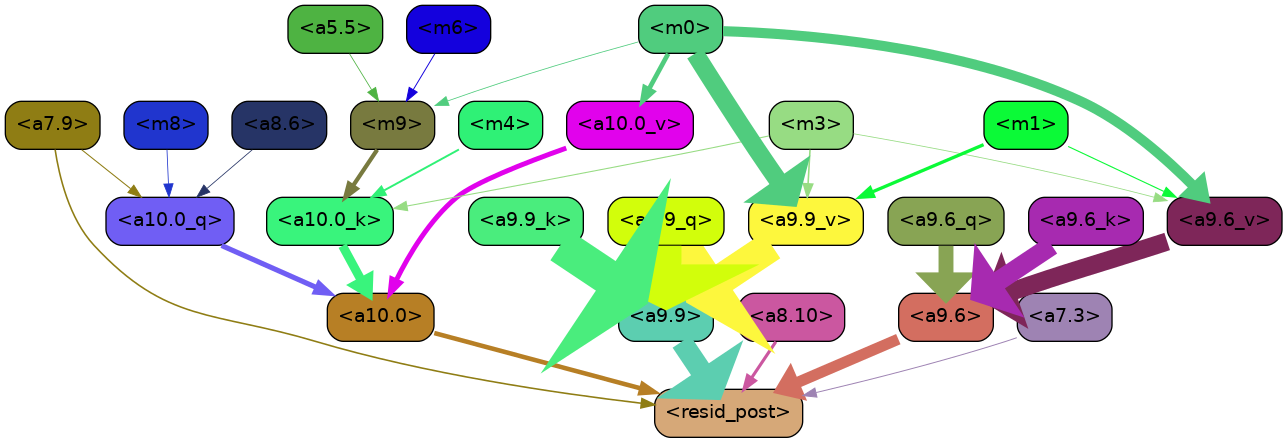 <a5.5> <m6> <m0>
<a7.9> <m8> <a8.6> <m9> <m4> <a10.0_v> <m3> <m1>
<a10.0_q> <a10.0_k> <a9.9_k> <a9.9_q> <a9.9_v> <a9.6_q> <a9.6_k> <a9.6_v>
<a10.0> <a9.9> <a8.10> <a9.6> <a7.3>
<resid_post>